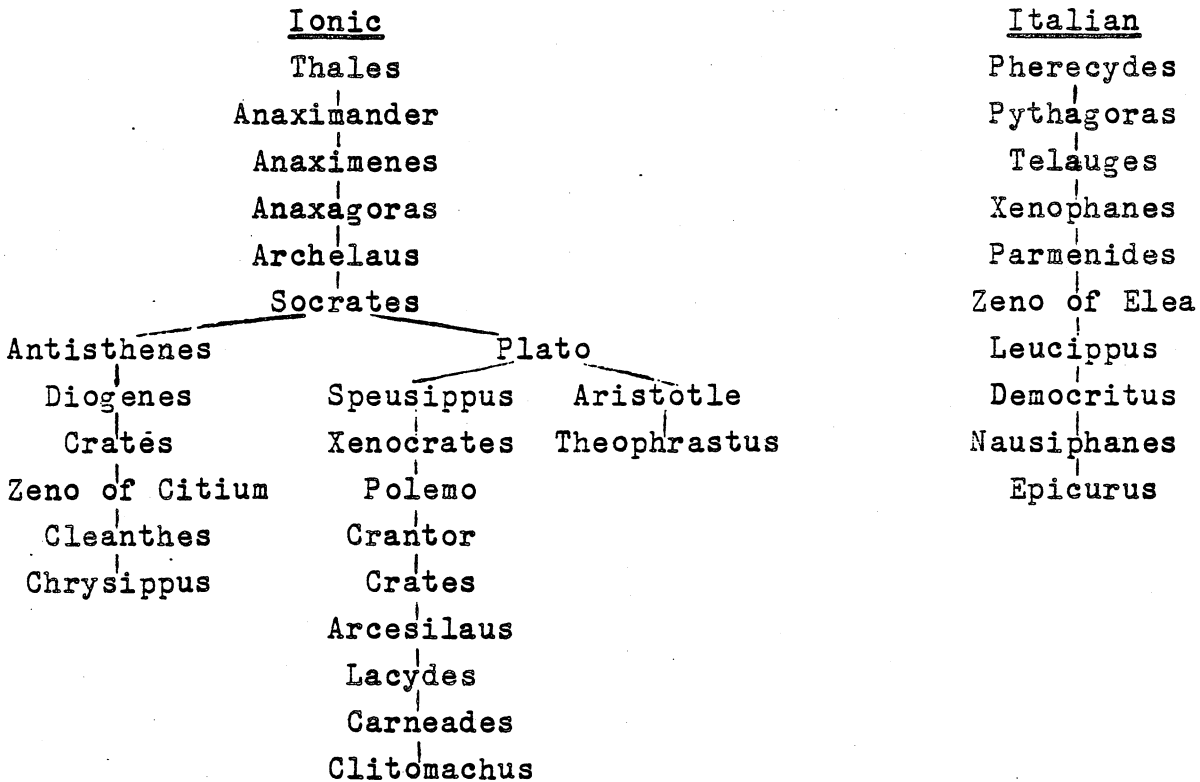 Ionic Italian
Thales Pherecydes
Anaximander Pythagoras
Anaximenes Telauges
Anaxagoras Xenophanes
Archelaus Parmenides
Socrates Zeno of Elea
Antisthenes Plato Leucippus
Diogenes Speusippus Aristotle Democritus
Crates Xenocrates Theophrastus Nausiphanes
Zeno of Citium Polemo Epicurus
Cleanthes Crantor
Chrysippus Crates
Arcesilaus
Lacydes
Carneades
Clitomachus